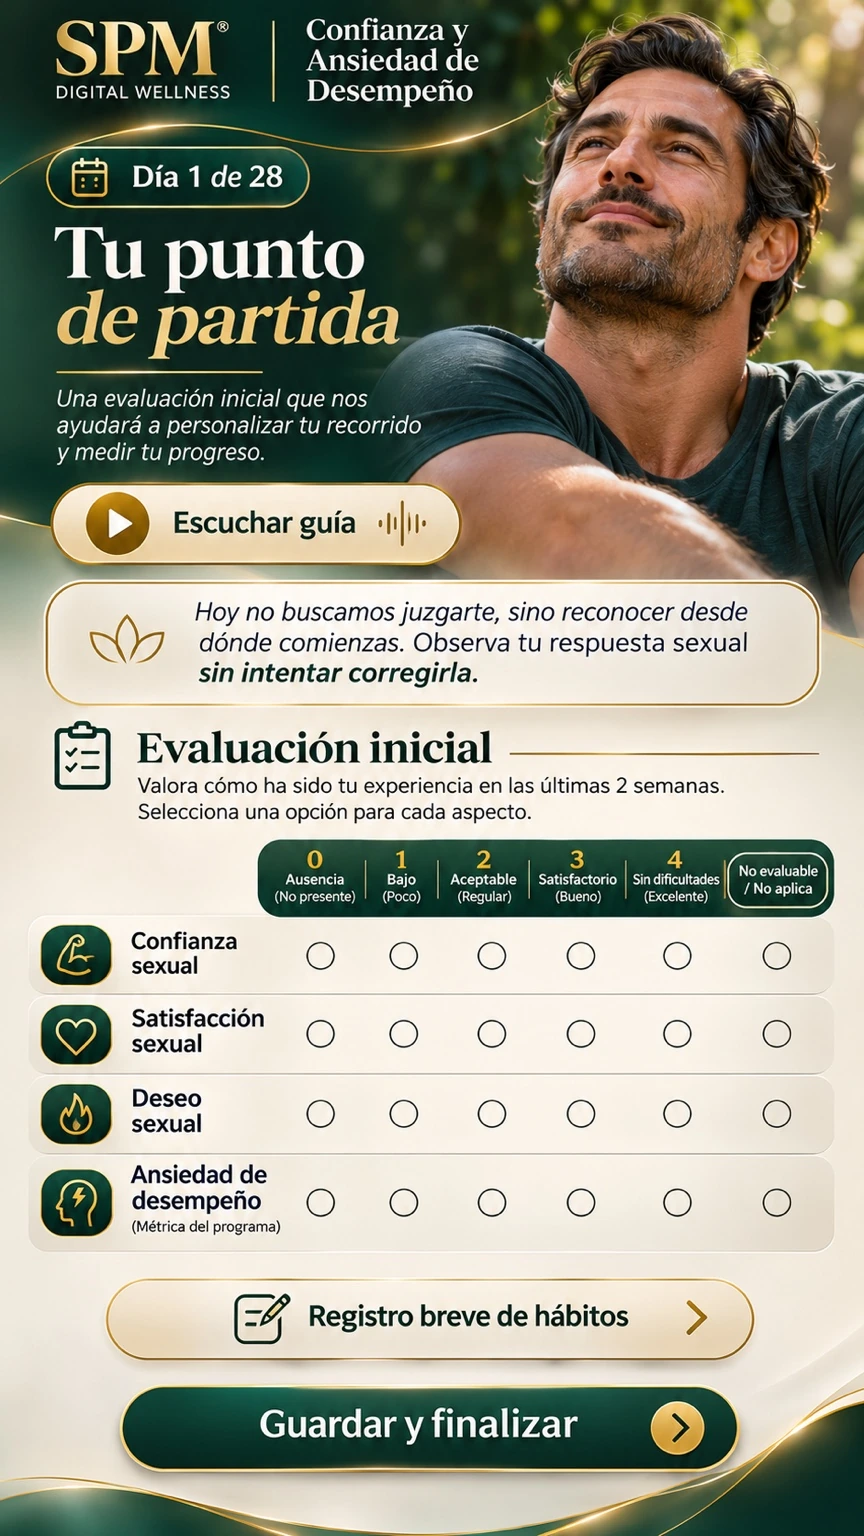 SPM®
DIGITAL WELLNESS
Confianza y
Ansiedad de
Desempeño
Día 1 de 28
Tu punto
de partida
Una evaluación inicial que nos
ayudará a personalizar tu recorrido
y medir tu progreso.
Escuchar guía
Hoy no buscamos juzgarte, sino reconocer desde
dónde comienzas. Observa tu respuesta sexual
sin intentar corregirla.
Evaluación inicial
Valora cómo ha sido tu experiencia en las últimas 2 semanas.
Selecciona una opción para cada aspecto.
0
Ausencia
(No presente)
1
Bajo
(Poco)
2
Aceptable
(Regular)
3
Satisfactorio
(Bueno)
4
Sin dificultades
(Excelente)
No evaluable
/ No aplica
Confianza
sexual
Satisfacción
sexual
Deseo
sexual
Ansiedad de
desempeño
(Métrica del programa)
Registro breve de hábitos
Guardar y finalizar